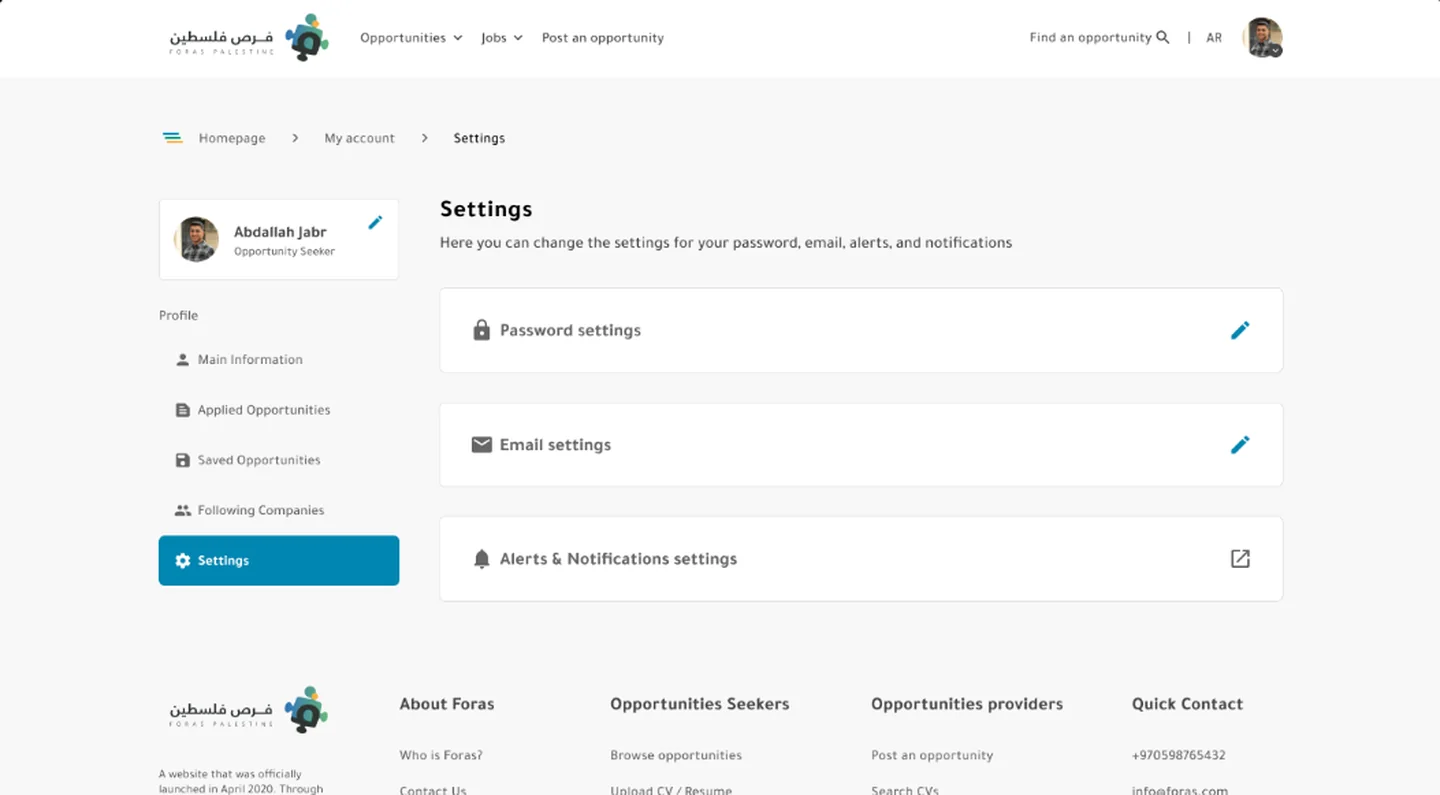 فـرص فلسطين
FORAS PALESTINE
Opportunities
Jobs
Post an opportunity
Find an opportunity
|
AR
Homepage > My account > Settings
Abdallah Jabr
Opportunity Seeker
Profile
Main Information
Applied Opportunities
Saved Opportunities
Following Companies
Settings
Settings
Here you can change the settings for your password, email, alerts, and notifications
Password settings
Email settings
Alerts & Notifications settings
فـرص فلسطين
FORAS PALESTINE
A website that was officially
launched in April 2020. Through
About Foras
Who is Foras?
Contact Us
Opportunities Seekers
Browse opportunities
Upload CV / Resume
Opportunities providers
Post an opportunity
Search CVs
Quick Contact
+970598765432
info@foras.com